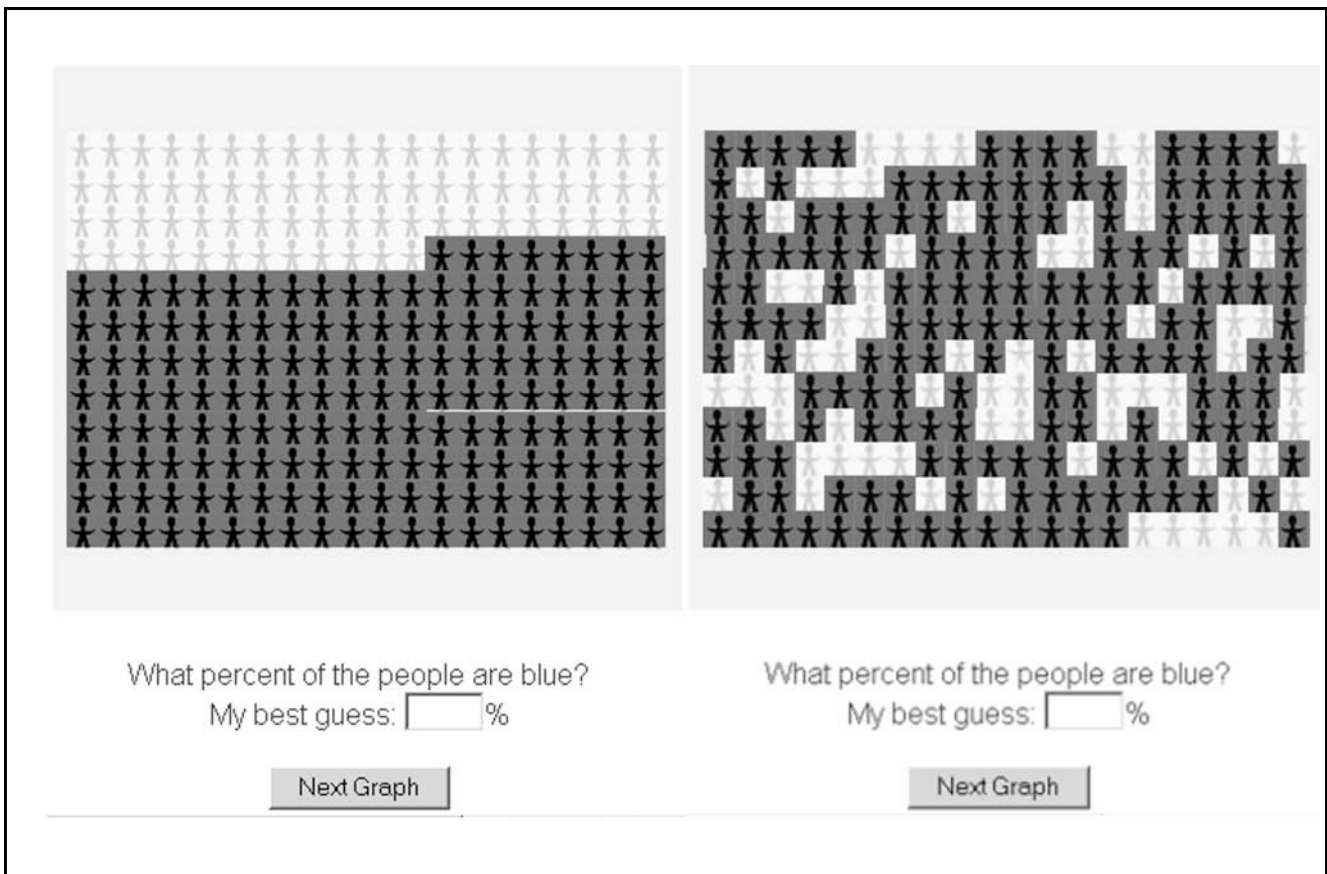 What percent of the people are blue?
My best guess: %
Next Graph
What percent of the people are blue?
My best guess: %
Next Graph